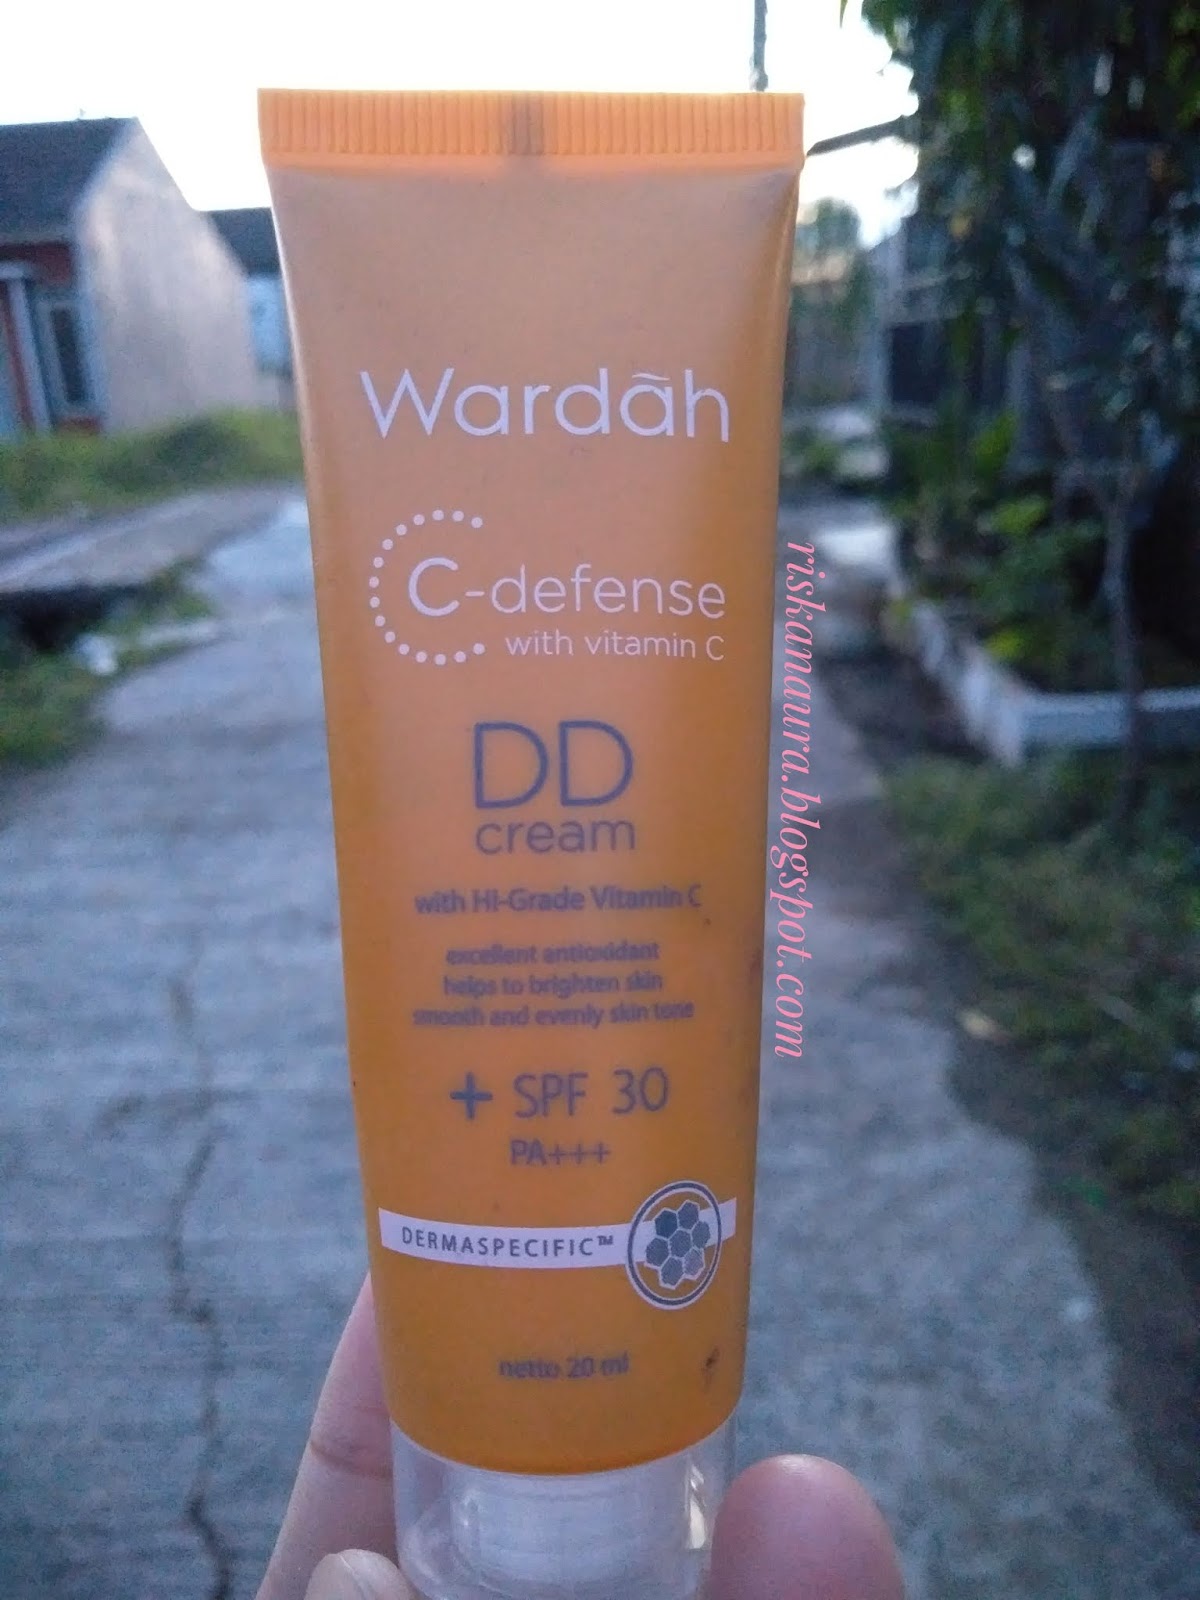 Wardāh
C-defense
with vitamin C
DD
cream
with Hi-Grade Vitamin C
excellent antioxidant
helps to brighten skin
smooth and evenly skin tone
+ SPF 30
PA+++
DERMASPECIFIC™
netto 20 ml
riskanaura.blogspot.com